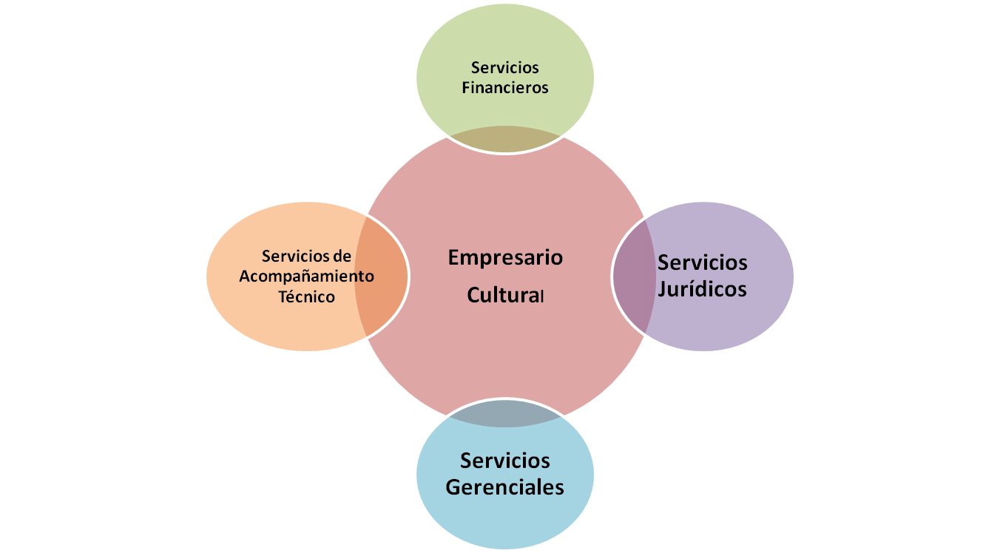 Servicios
Financieros
Servicios de
Acompañamiento
Técnico
Empresario
Cultural
Servicios
Jurídicos
Servicios
Gerenciales